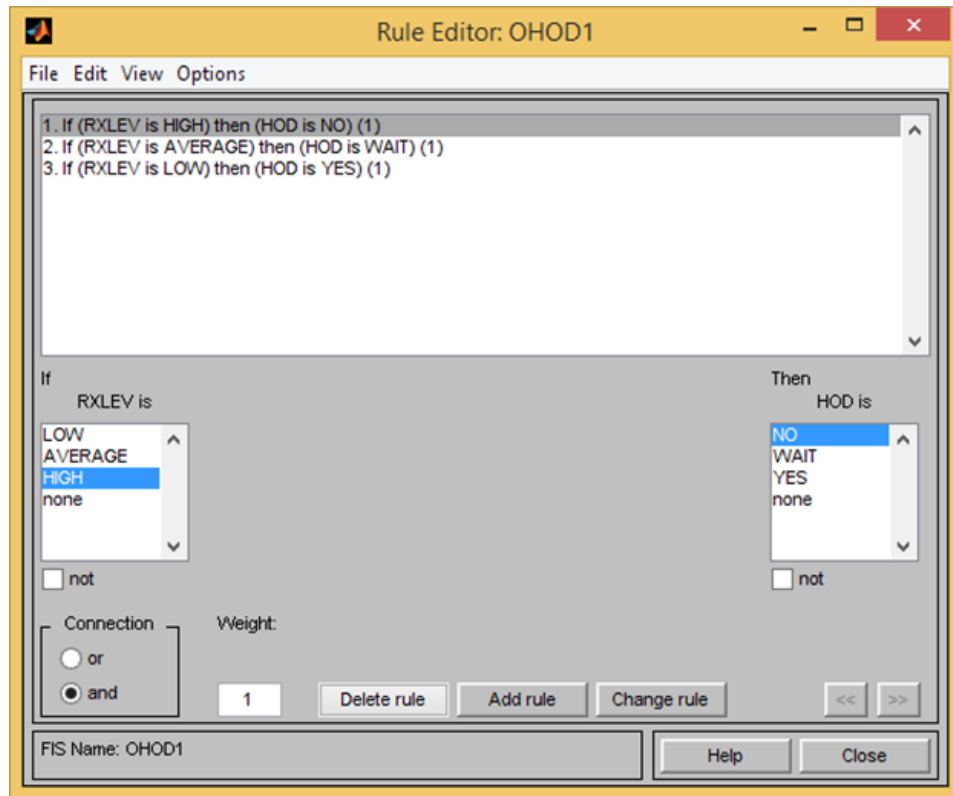 Rule Editor: OHOD1
File Edit View Options
1. If (RXLEV is HIGH) then (HOD is NO) (1)
2. If (RXLEV is AVERAGE) then (HOD is WAIT) (1)
3. If (RXLEV is LOW) then (HOD is YES) (1)
If
RXLEV is
LOW
AVERAGE
HIGH
none
not
Then
HOD is
NO
WAIT
YES
none
not
Connection
or
and
Weight:
1
Delete rule
Add rule
Change rule
<<
>>
FIS Name: OHOD1
Help
Close